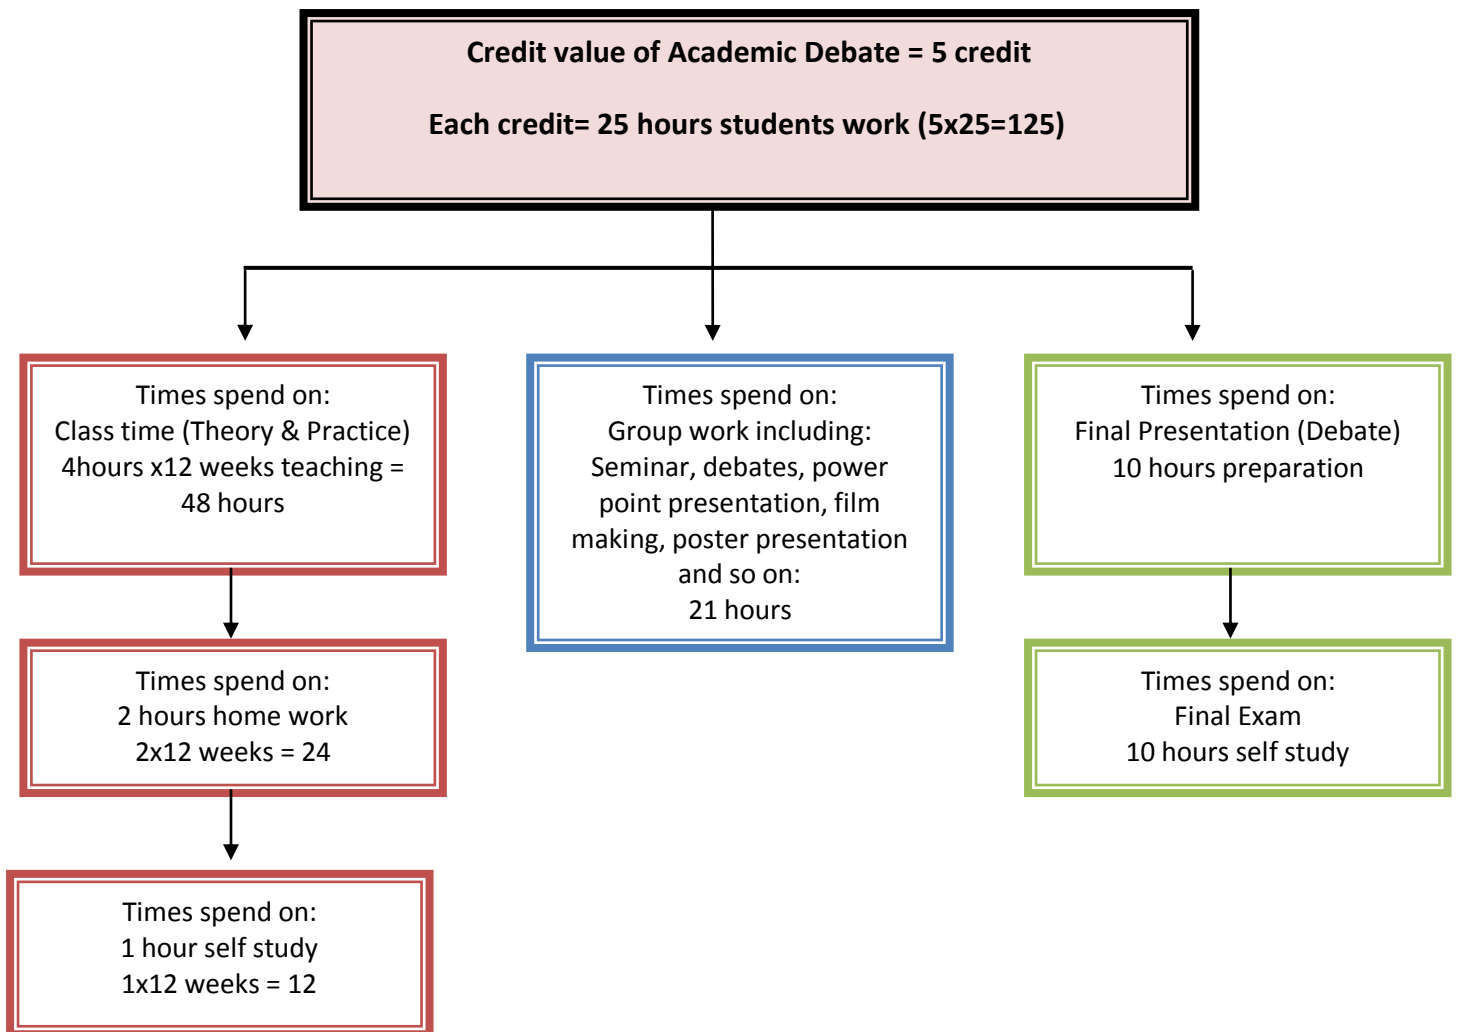 Credit value of Academic Debate = 5 credit
Each credit= 25 hours students work (5x25=125)
Times spend on:
Class time (Theory & Practice)
4hours x12 weeks teaching =
48 hours
Times spend on:
Group work including:
Seminar, debates, power
point presentation, film
making, poster presentation
and so on:
21 hours
Times spend on:
Final Presentation (Debate)
10 hours preparation
Times spend on:
2 hours home work
2x12 weeks = 24
Times spend on:
Final Exam
10 hours self study
Times spend on:
1 hour self study
1x12 weeks = 12